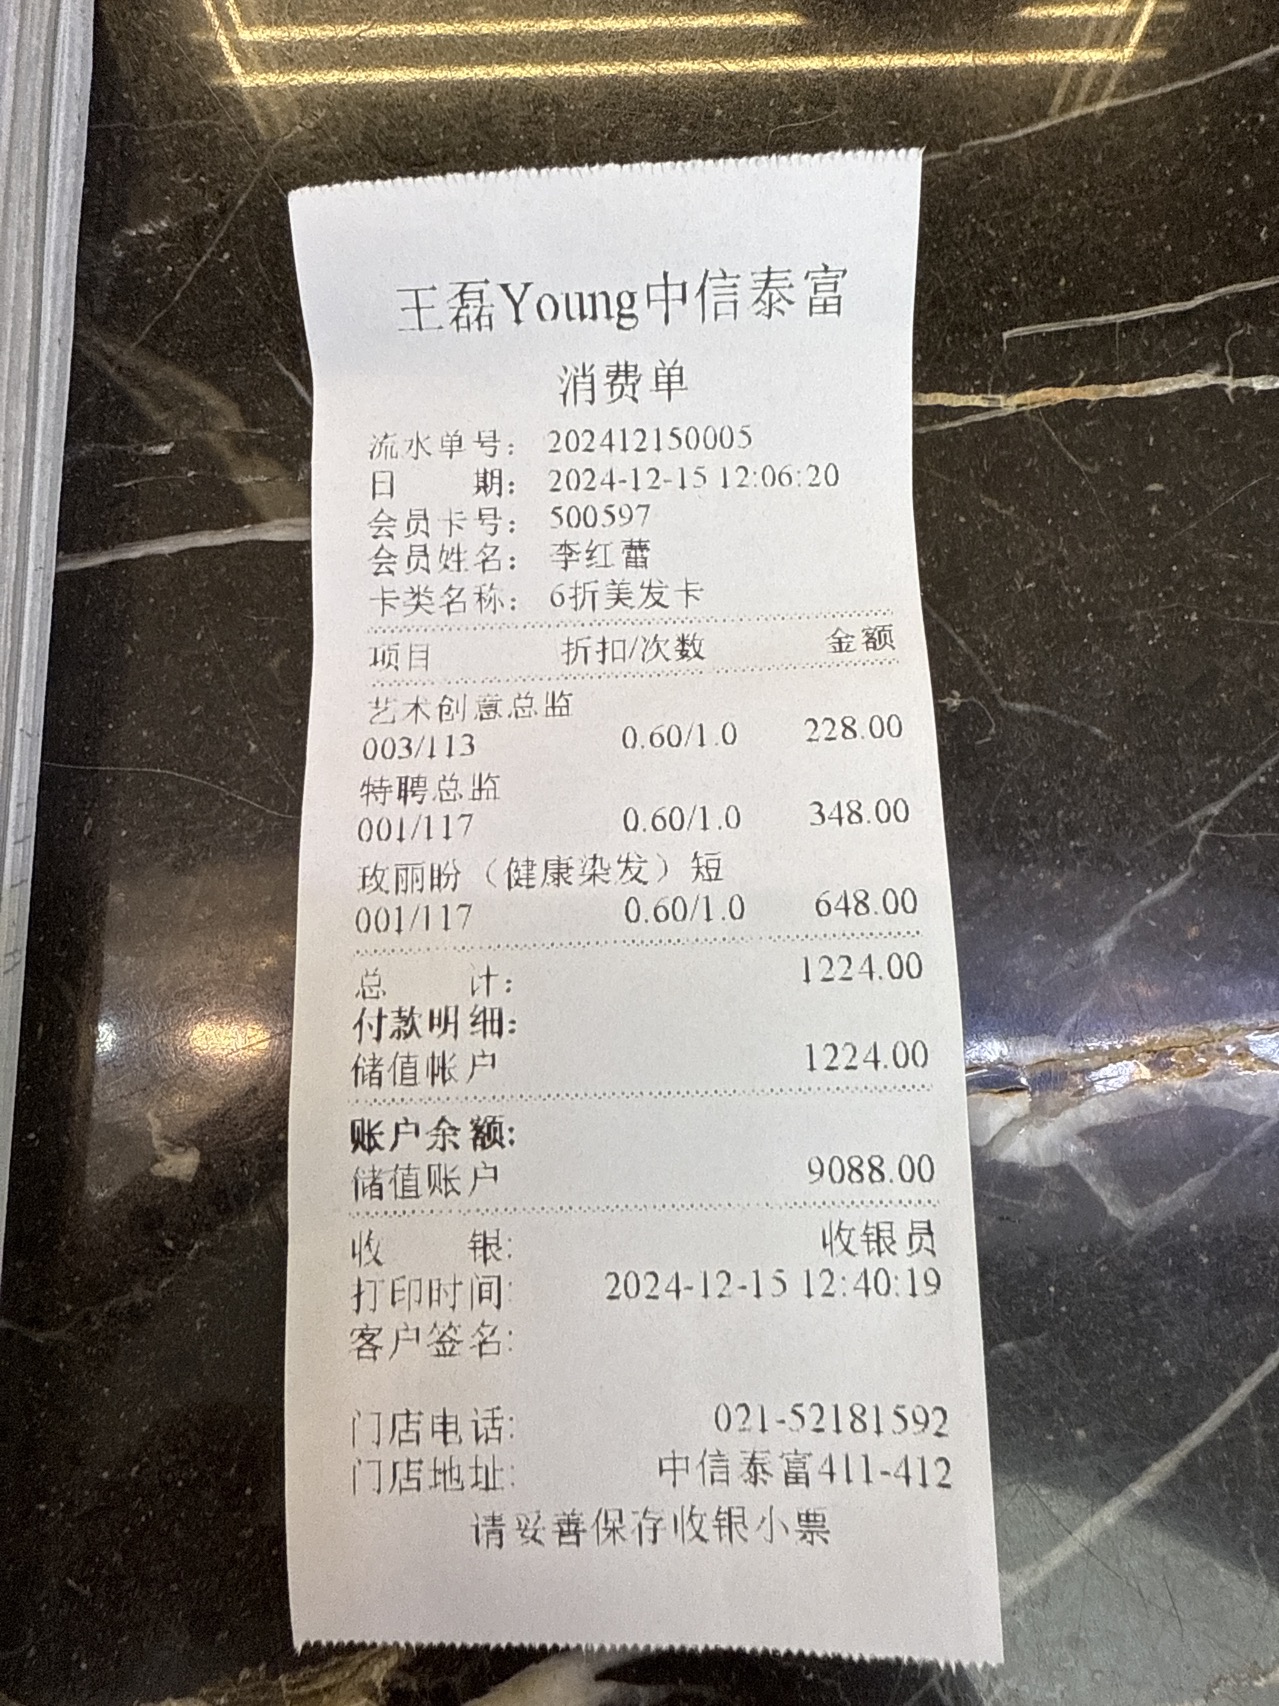 王磊Young中信泰富
消费单
流水单号： 202412150005
日 期： 2024-12-15 12:06:20
会员卡号： 500597
会员姓名： 李红蕾
卡类名称： 6折美发卡
项目 折扣/次数 金额
艺术创意总监
003/113 0.60/1.0 228.00
特聘总监
001/117 0.60/1.0 348.00
玫丽盼（健康染发）短
001/117 0.60/1.0 648.00
总 计： 1224.00
付款明细:
储值帐户 1224.00
账户余额:
储值账户 9088.00
收 银: 收银员
打印时间: 2024-12-15 12:40:19
客户签名:
门店电话: 021-52181592
门店地址: 中信泰富411-412
请妥善保存收银小票